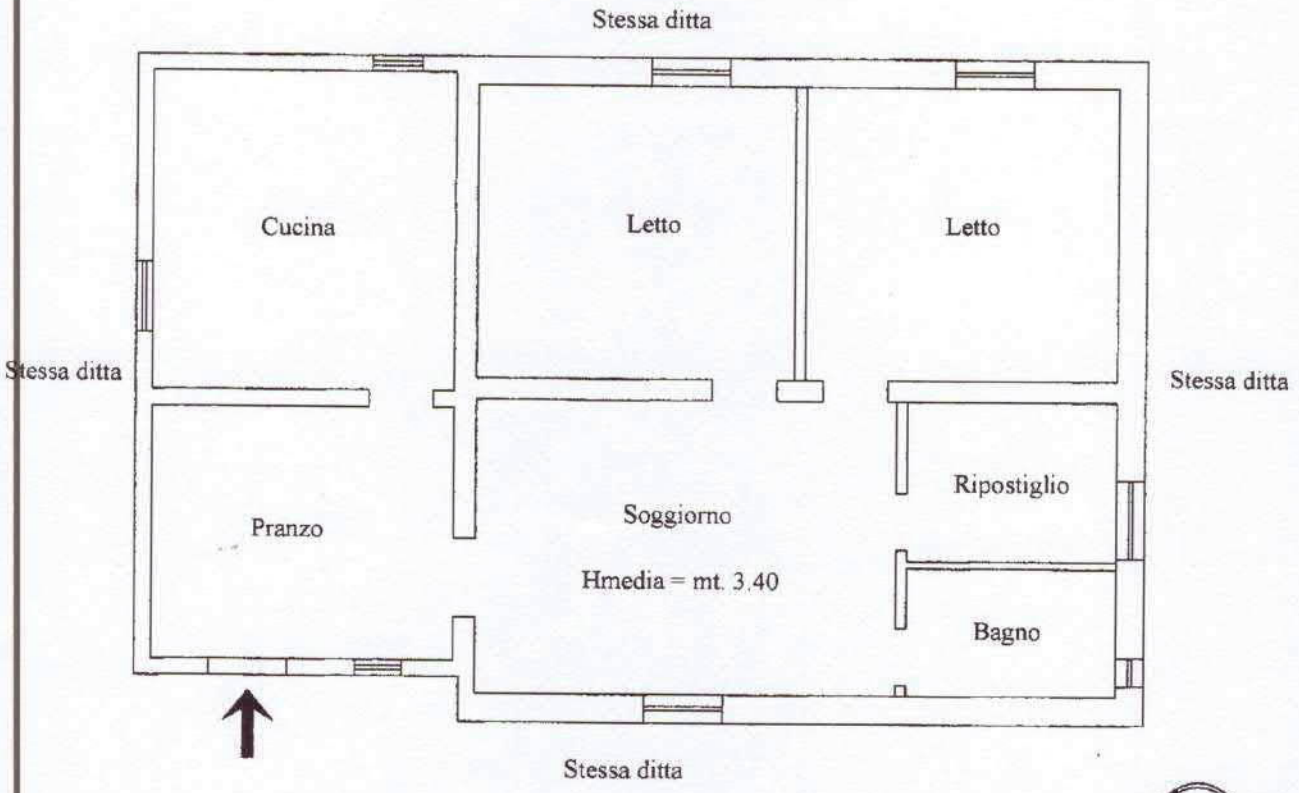 Stessa ditta
Cucina
Letto
Letto
Stessa ditta
Stessa ditta
Ripostiglio
Soggiorno
Pranzo
Hmedia = mt. 3.40
Bagno
Stessa ditta